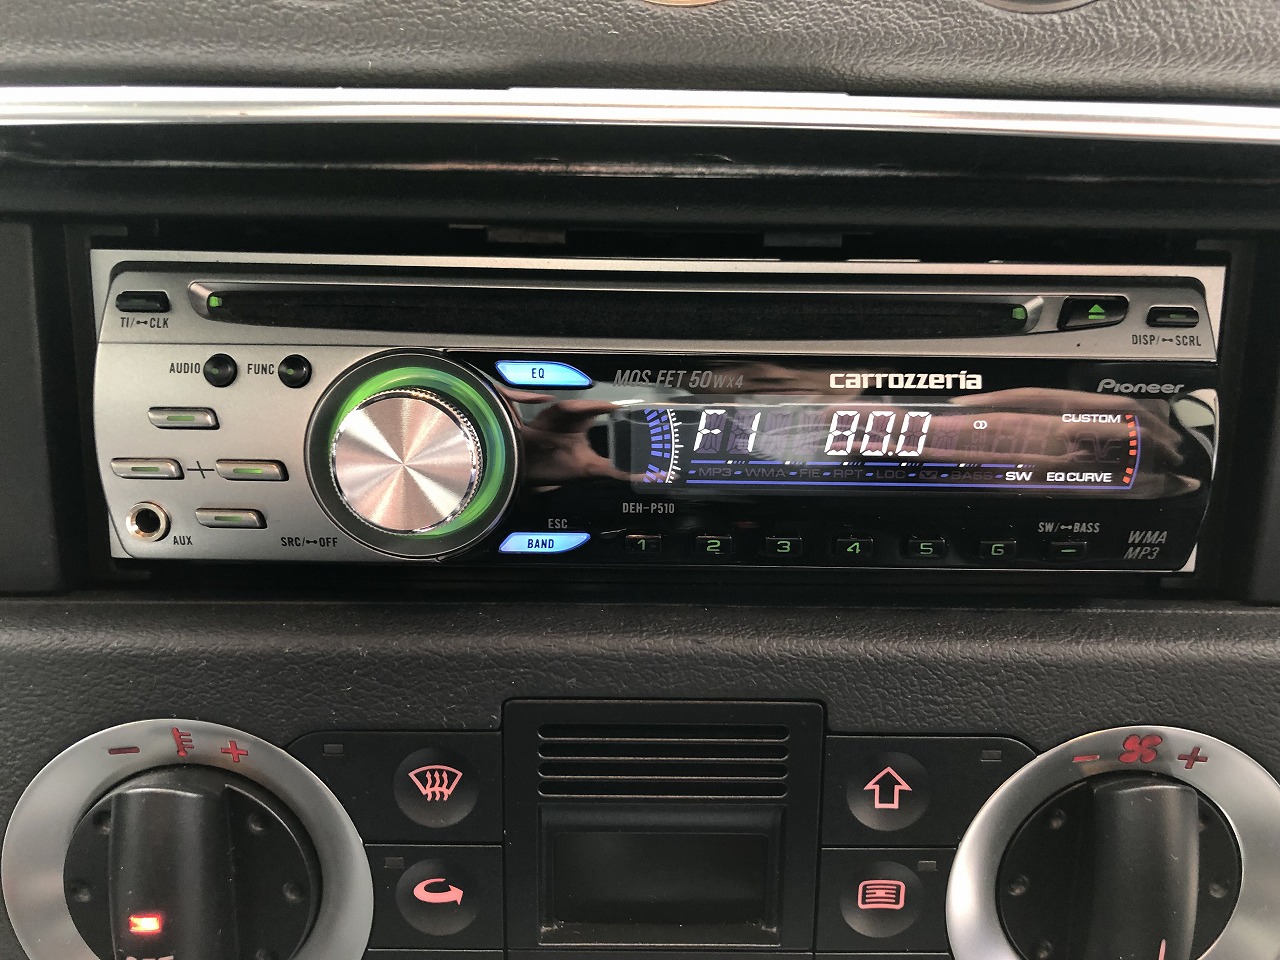 TI/ CLK
DISP/ SCRL
AUDIO FUNC
EQ
MOS FET 50Wx4
carrozzeria
Pioneer
F1 80.0
CUSTOM
MP3 WMA FIE RPT LOC BASS SW
EQ CURVE
DEH-P510
ESC
AUX
SRC/ OFF
BAND
1 2 3 4 5 6
SW/ BASS
WMA
MP3
- +
- +